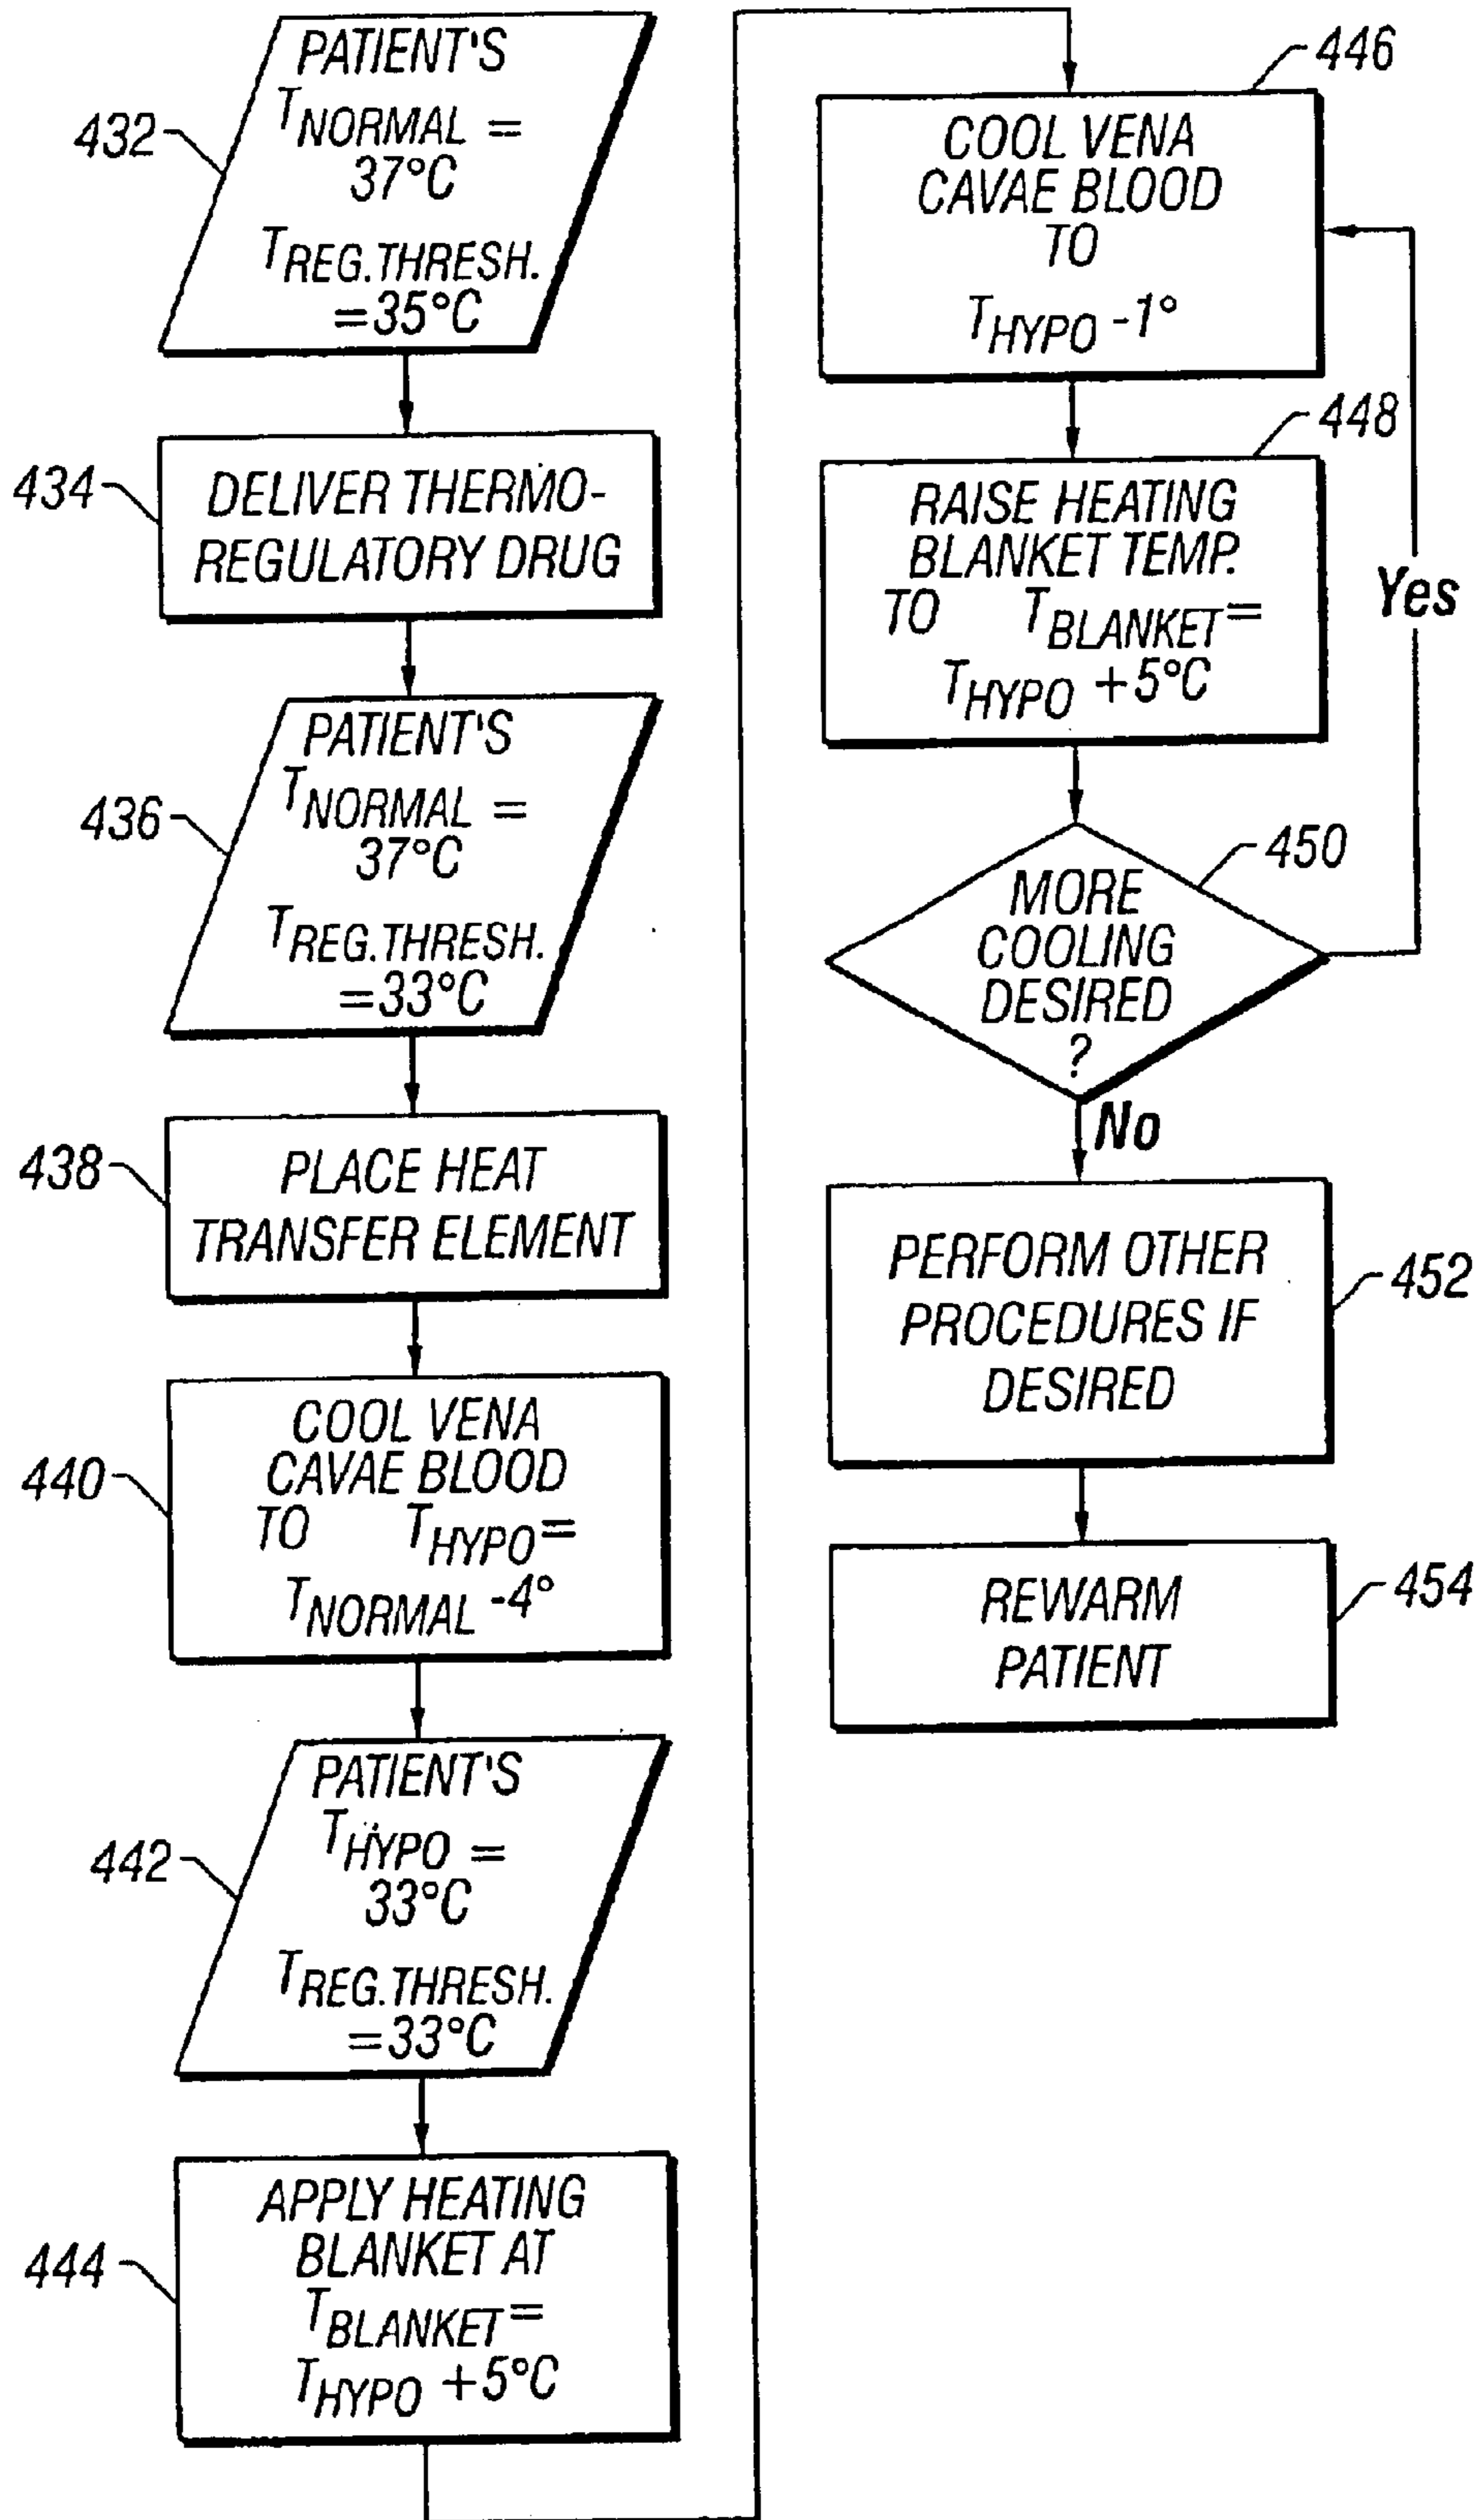 432
PATIENT'S
TNORMAL =
37°C
TREG.THRESH.
=35°C
434
DELIVER THERMO-
REGULATORY DRUG
436
PATIENT'S
TNORMAL =
37°C
TREG.THRESH.
=33°C
438
PLACE HEAT
TRANSFER ELEMENT
440
COOL VENA
CAVAE BLOOD
TO THYPO=
TNORMAL -4°
442
PATIENT'S
THYPO =
33°C
TREG.THRESH.
=33°C
444
APPLY HEATING
BLANKET AT
TBLANKET=
THYPO +5°C
446
COOL VENA
CAVAE BLOOD
TO
THYPO -1°
448
RAISE HEATING
BLANKET TEMP.
TO TBLANKET=
THYPO +5°C
Yes
450
MORE
COOLING
DESIRED
?
No
452
PERFORM OTHER
PROCEDURES IF
DESIRED
454
REWARM
PATIENT